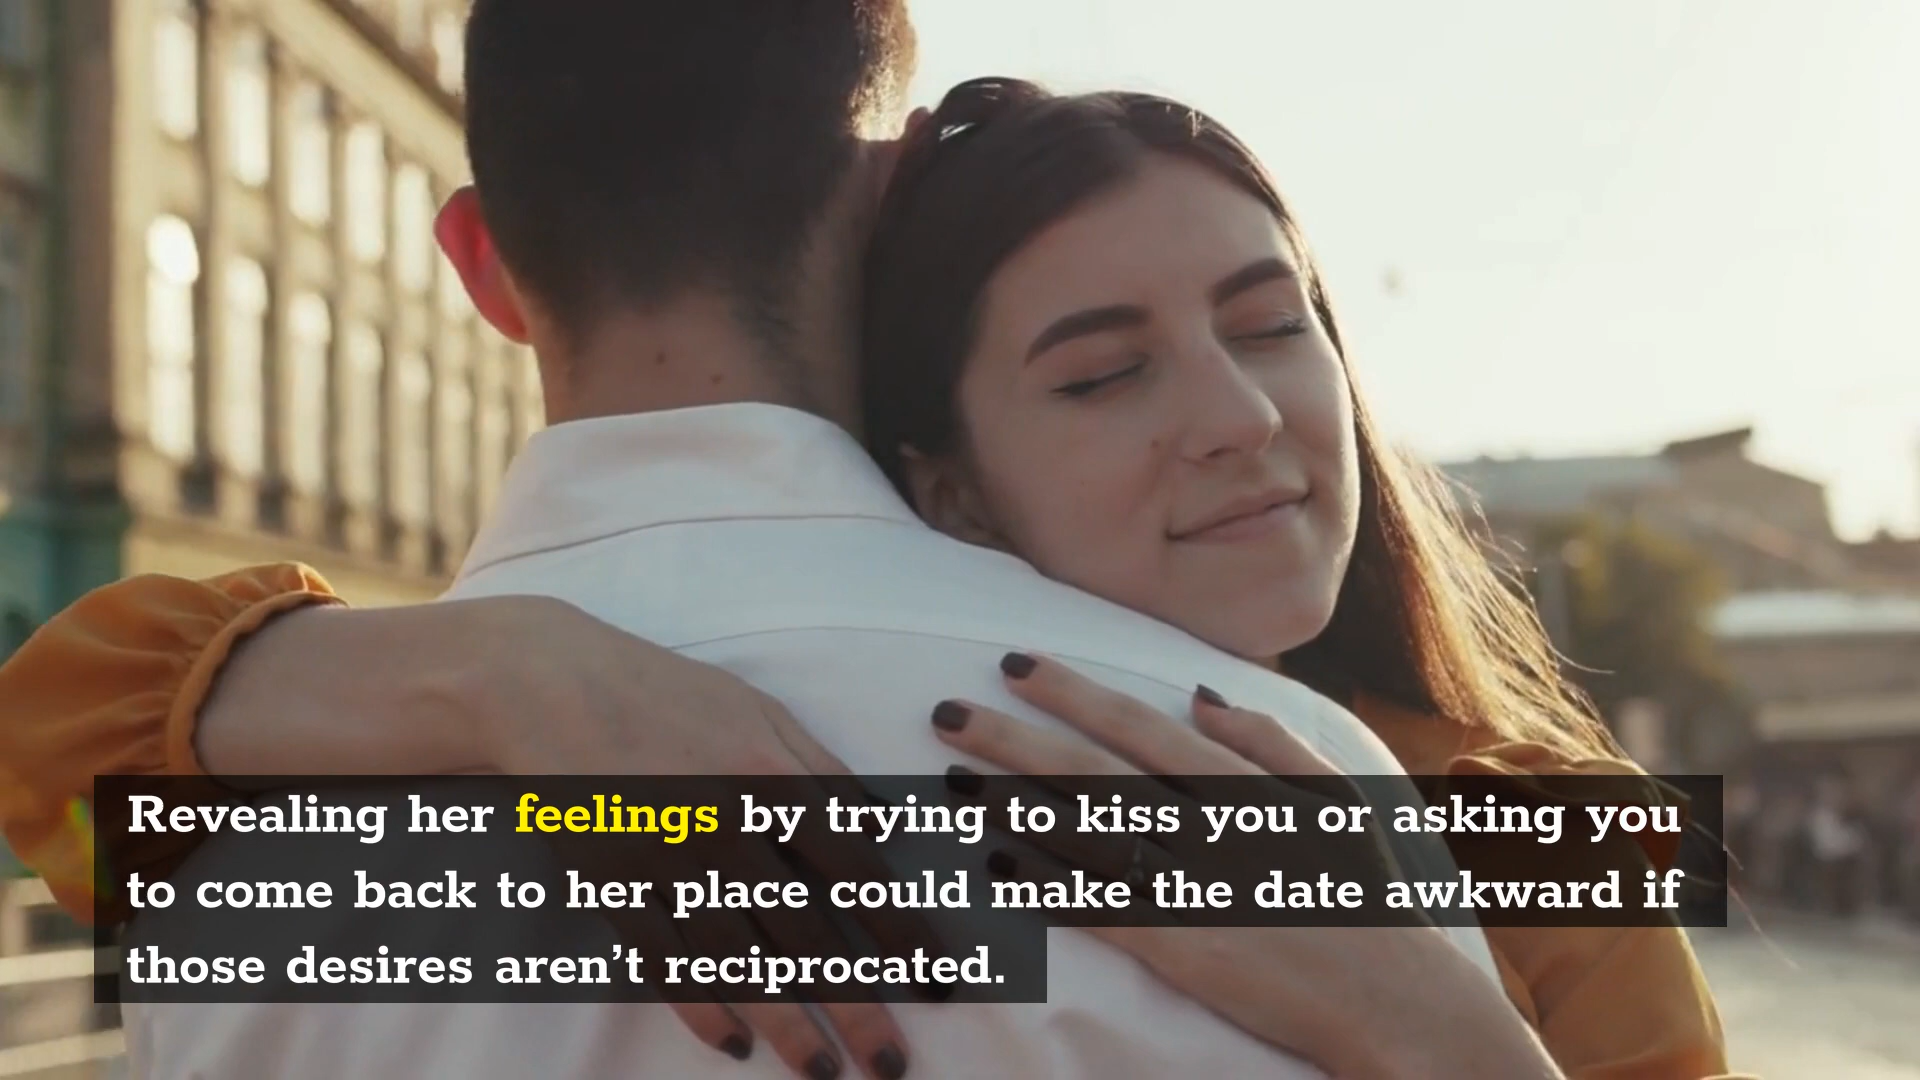 Revealing her feelings by trying to kiss you or asking you
to come back to her place could make the date awkward if
those desires aren’t reciprocated.